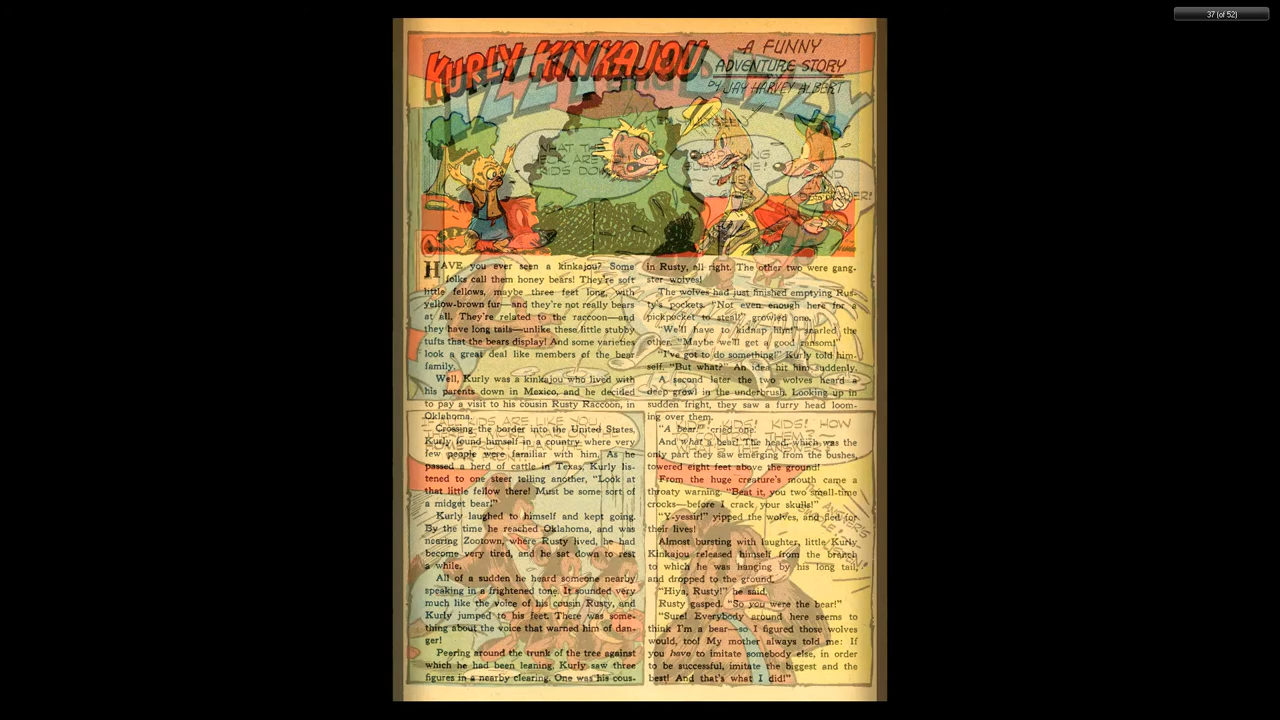 37 (of 52)
KURLY KINKAJOU
A FUNNY
ADVENTURE STORY
by JAY HARVEY ALBERT
IZZY and DIZZY
WHAT THE
HECK ARE YOU
KIDS DOING
HAVE you ever seen a kinkajou? Some
folks call them honey bears! They're soft
little fellows, maybe three feet long, with
yellow-brown fur—and they're not really bears
at all. They're related to the raccoon—and
they have long tails—unlike these little stubby
tufts that the bears display! And some varieties
look a great deal like members of the bear
family.
Well, Kurly was a kinkajou who lived with
his parents down in Mexico, and he decided
to pay a visit to his cousin Rusty Raccoon, in
Oklahoma.
Crossing the border into the United States,
Kurly found himself in a country where very
few people were familiar with him. As he
passed a herd of cattle in Texas, Kurly lis-
tened to one steer telling another, "Look at
that little fellow there! Must be some sort of
a midget bear!"
Kurly laughed to himself and kept going.
By the time he reached Oklahoma, and was
nearing Zootown, where Rusty lived, he had
become very tired, and he sat down to rest
a while.
All of a sudden he heard someone nearby
speaking in a frightened tone. It sounded very
much like the voice of his cousin Rusty, and
Kurly jumped to his feet. There was some-
thing about the voice that warned him of dan-
ger!
Peering around the trunk of the tree against
which he had been leaning, Kurly saw three
figures in a nearby clearing. One was his cous-
in Rusty, all right. The other two were gang-
ster wolves!
The wolves had just finished emptying Rus-
ty's pockets. "Not even enough here for a
pickpocket to steal!" growled one.
"We'll have to kidnap him!" snarled the
other. "Maybe we'll get a good ransom!"
"I've got to do something!" Kurly told him-
self. "But what?" An idea hit him suddenly.
A second later the two wolves heard a
deep growl in the underbrush. Looking up in
sudden fright, they saw a furry head loom-
ing over them.
"A bear!" cried one.
And what a bear! The head, which was the
only part they saw emerging from the bushes,
towered eight feet above the ground!
From the huge creature's mouth came a
throaty warning. "Beat it, you two small-time
crocks—before I crack your skulls!"
"Y-yessir!" yipped the wolves, and fled for
their lives!
Almost bursting with laughter, little Kurly
Kinkajou released himself from the branch
to which he was hanging by his long tail,
and dropped to the ground.
"Hiya, Rusty!" he said.
Rusty gasped. "So you were the bear!"
"Sure! Everybody around here seems to
think I'm a bear—so I figured those wolves
would, too! My mother always told me: If
you have to imitate somebody else, in order
to be successful, imitate the biggest and the
best! And that's what I did!"
KIDS ARE LIKE YOU
KIDS! KIDS! HOW
THEM?
ANSWER?